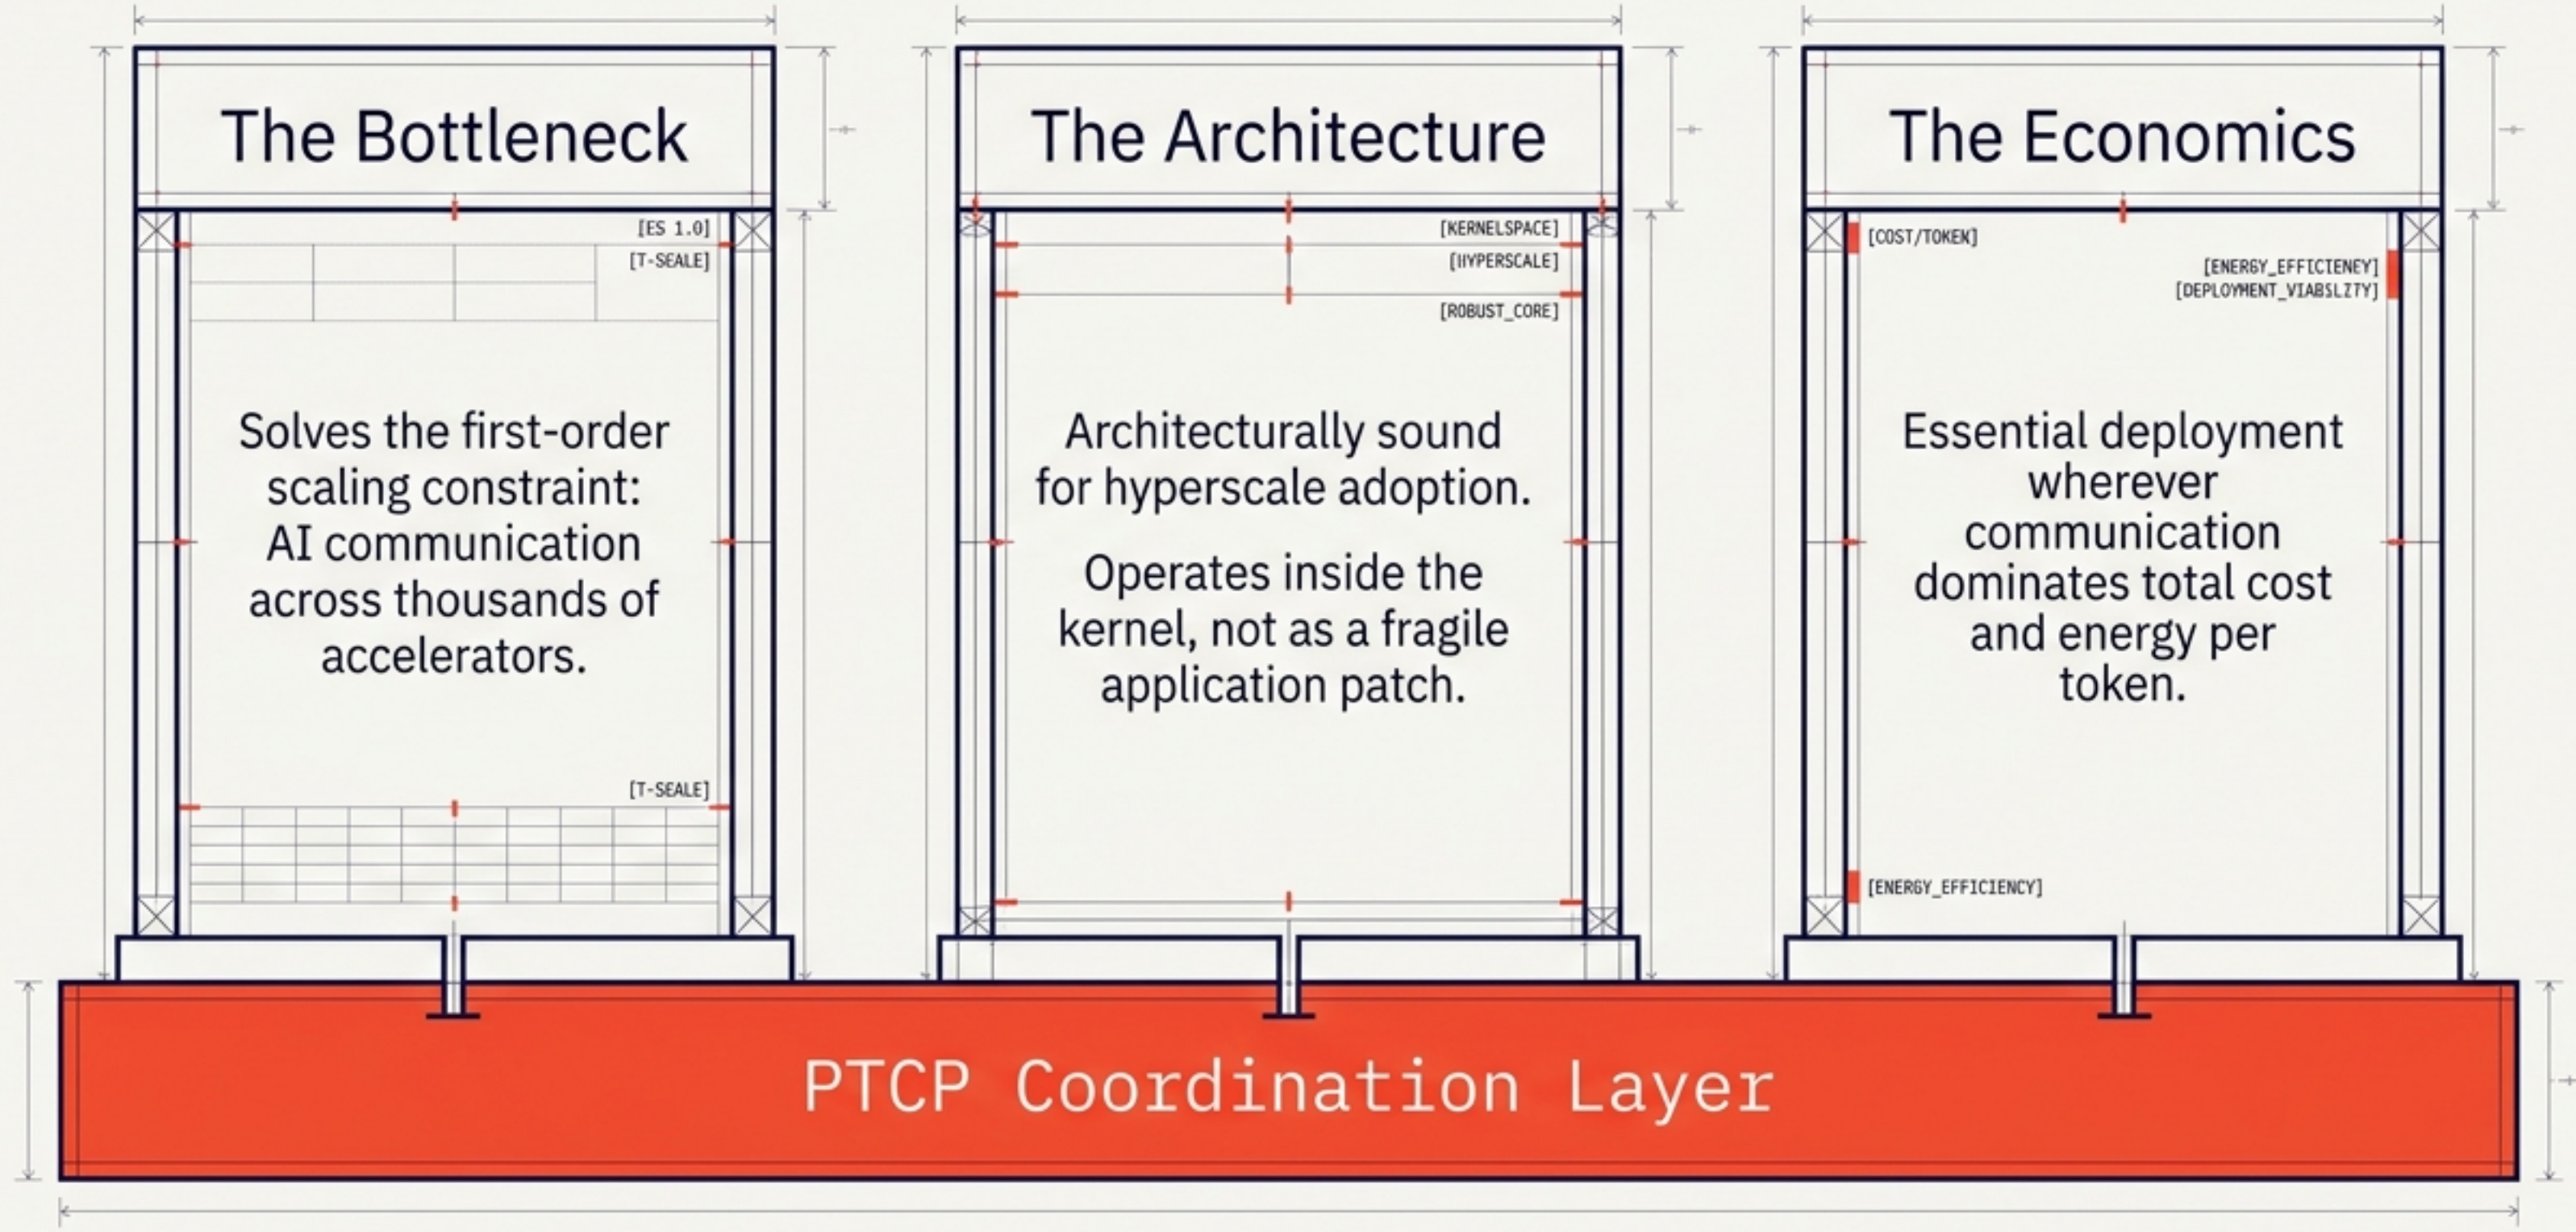 The Bottleneck
[ES 1.0]
[T-SEALE]
Solves the first-order
scaling constraint:
AI communication
across thousands of
accelerators.
[T-SEALE]
The Architecture
[KERNELSPACE]
[HYPERSCALE]
[ROBUST_CORE]
Architecturally sound
for hyperscale adoption.
Operates inside the
kernel, not as a fragile
application patch.
The Economics
[COST/TOKEN]
[ENERGY_EFFICTENEY]
[DEPLOYMENT_VIABSLZTY]
Essential deployment
wherever
communication
dominates total cost
and energy per
token.
[ENERGY_EFFICIENCY]
PTCP Coordination Layer